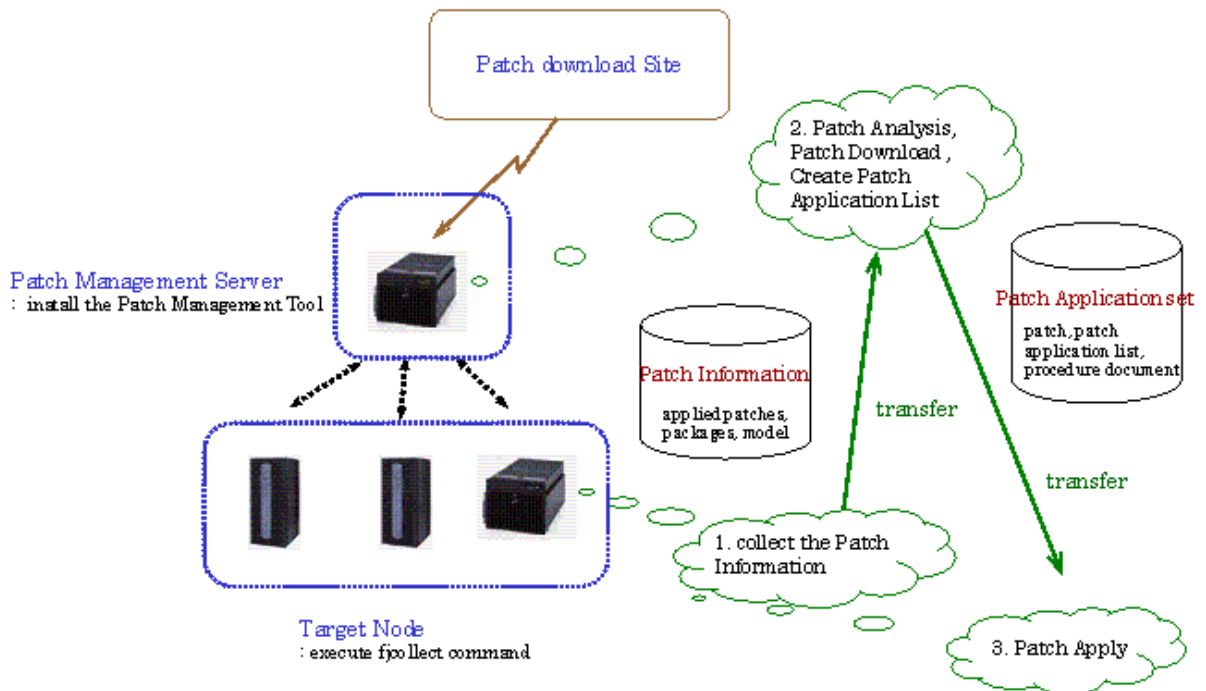 Patch download Site
2. Patch Analysis,
Patch Download ,
Create Patch
Application List
Patch Management Server
: install the Patch Management Tool
Patch Application set
patch, patch
application list,
procedure document
Patch Information
applied patches,
packages, model
transfer
transfer
1. collect the Patch
Information
Target Node
: execute fjcollect command
3. Patch Apply